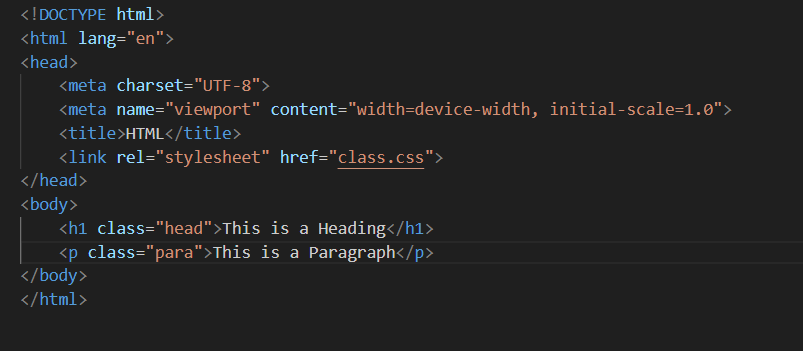 <!DOCTYPE html>
<html lang="en">
<head>
    <meta charset="UTF-8">
    <meta name="viewport" content="width=device-width, initial-scale=1.0">
    <title>HTML</title>
    <link rel="stylesheet" href="class.css">
</head>
<body>
    <h1 class="head">This is a Heading</h1>
    <p class="para">This is a Paragraph</p>
</body>
</html>